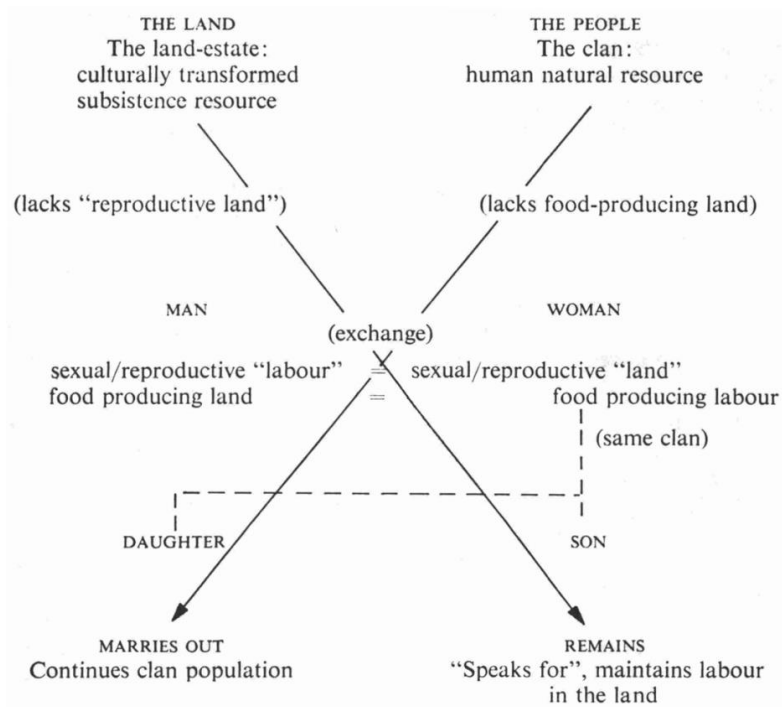 THE LAND
The land-estate:
culturally transformed
subsistence resource
THE PEOPLE
The clan:
human natural resource
(lacks “reproductive land”)
(lacks food-producing land)
MAN
WOMAN
(exchange)
sexual/reproductive “labour” = sexual/reproductive “land”
food producing land = food producing labour
(same clan)
DAUGHTER
SON
MARRIES OUT
Continues clan population
REMAINS
“Speaks for”, maintains labour
in the land